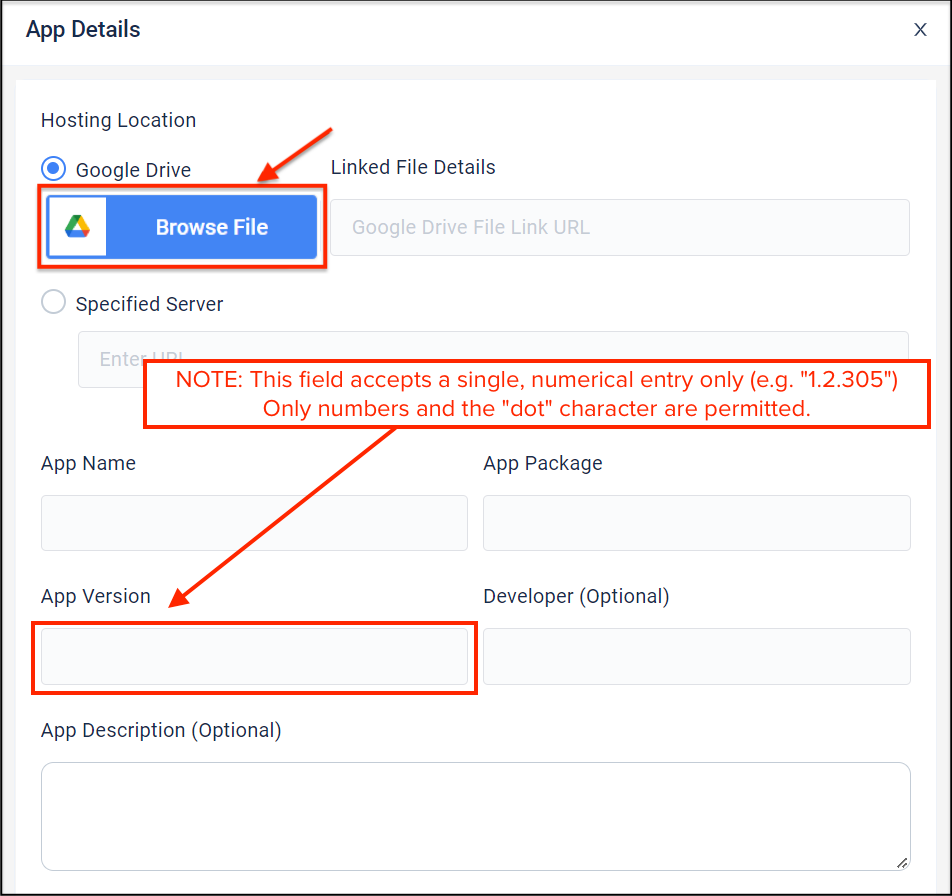 App Details
X
Hosting Location
Google Drive
Linked File Details
Browse File
Google Drive File Link URL
Specified Server
Enter URL
NOTE: This field accepts a single, numerical entry only (e.g. "1.2.305")
Only numbers and the "dot" character are permitted.
App Name
App Package
App Version
Developer (Optional)
App Description (Optional)